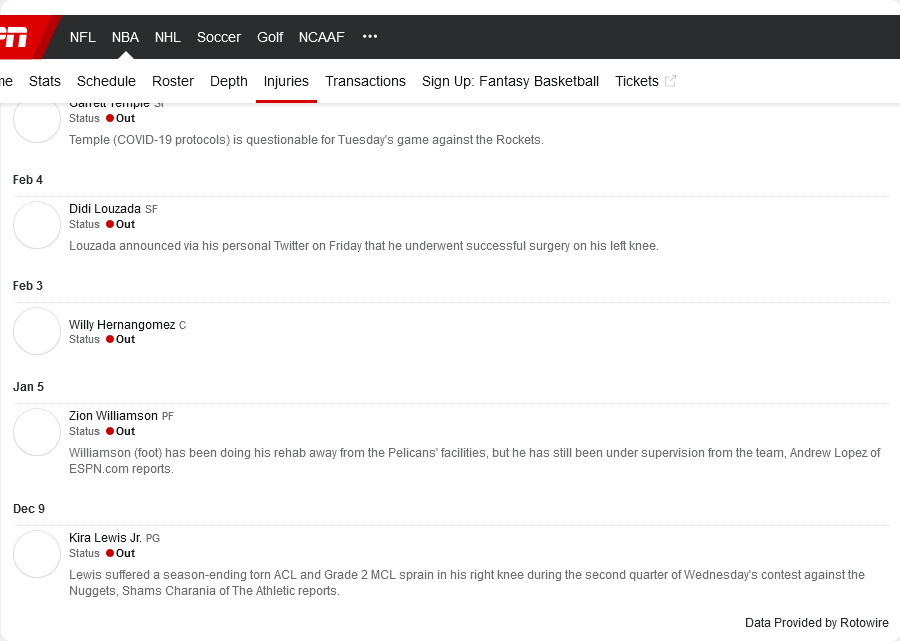 NFL NBA NHL Soccer Golf NCAAF •••
Stats Schedule Roster Depth Injuries Transactions Sign Up: Fantasy Basketball Tickets
Garrett Temple SF
Status Out
Temple (COVID-19 protocols) is questionable for Tuesday's game against the Rockets.
Feb 4
Didi Louzada SF
Status Out
Louzada announced via his personal Twitter on Friday that he underwent successful surgery on his left knee.
Feb 3
Willy Hernangomez C
Status Out
Jan 5
Zion Williamson PF
Status Out
Williamson (foot) has been doing his rehab away from the Pelicans' facilities, but he has still been under supervision from the team, Andrew Lopez of
ESPN.com reports.
Dec 9
Kira Lewis Jr. PG
Status Out
Lewis suffered a season-ending torn ACL and Grade 2 MCL sprain in his right knee during the second quarter of Wednesday's contest against the
Nuggets, Shams Charania of The Athletic reports.
Data Provided by Rotowire